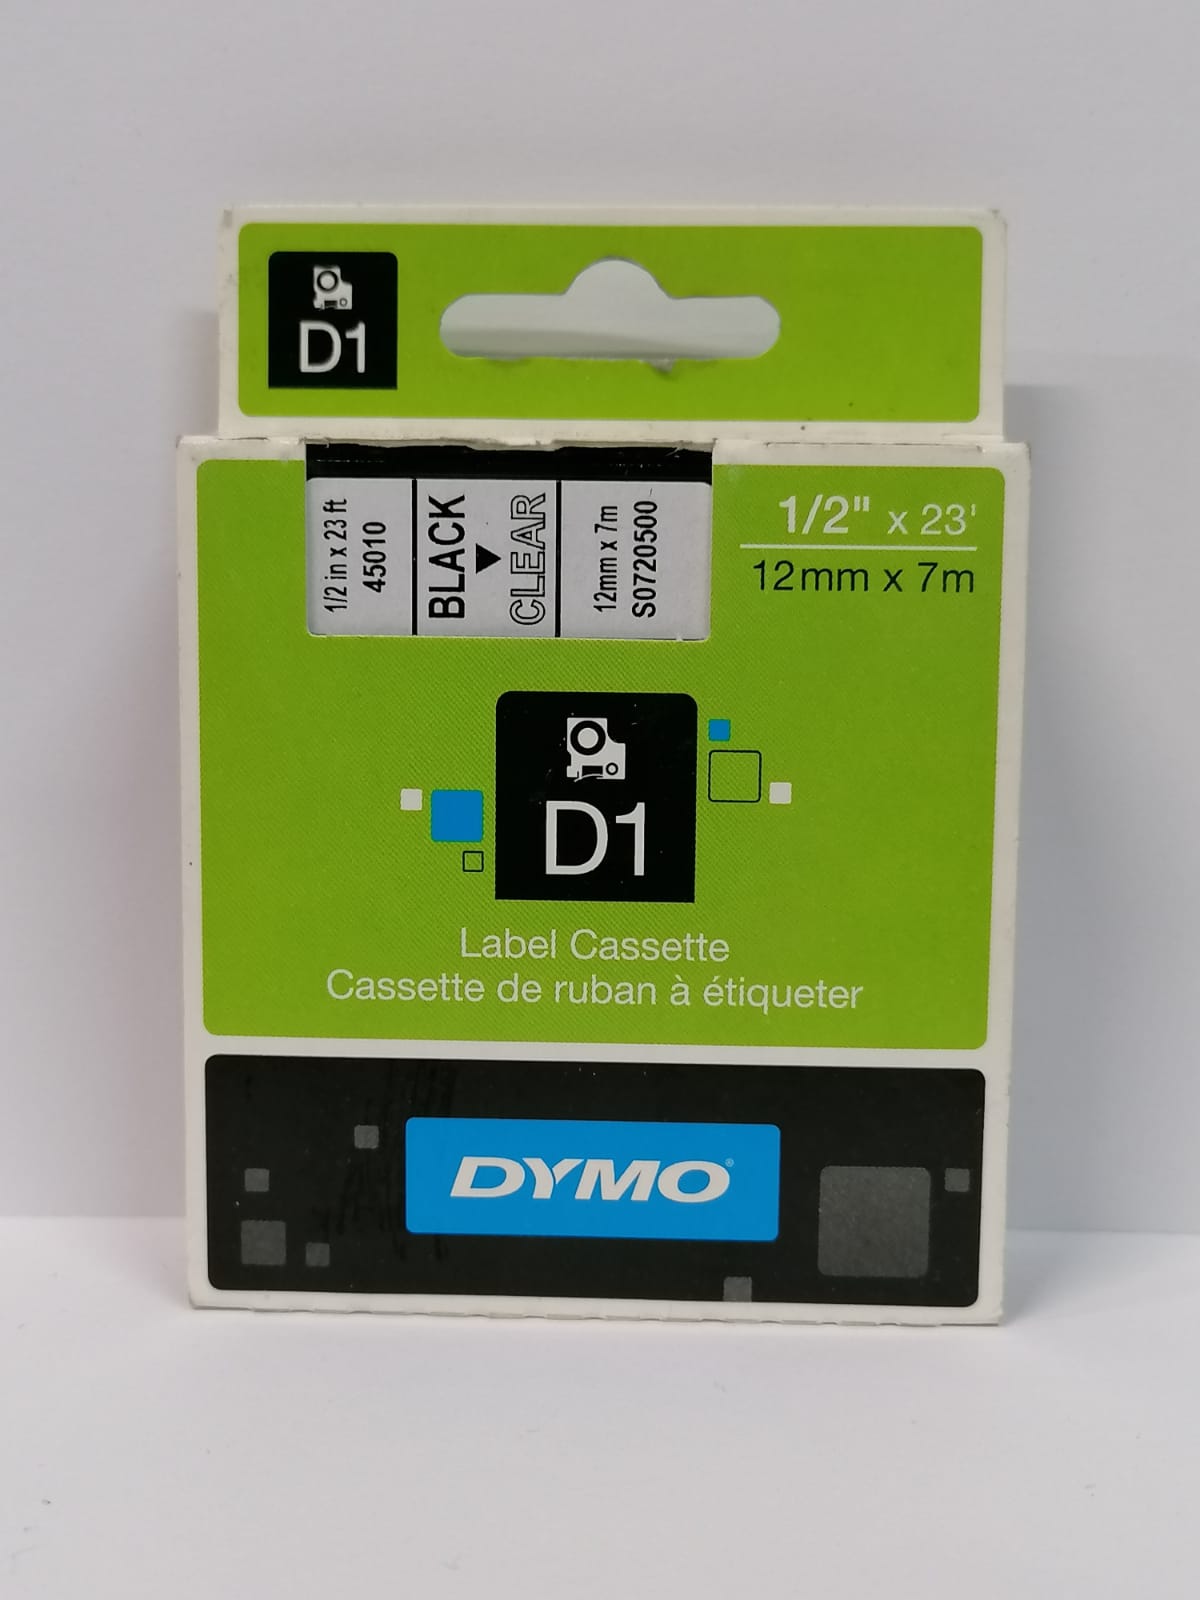 D1
1/2 in x 23 ft
45010
BLACK
CLEAR
12mm x 7m
S0720500
1/2" x 23'
12mm x 7m
D1
Label Cassette
Cassette de ruban à étiqueter
DYMO®